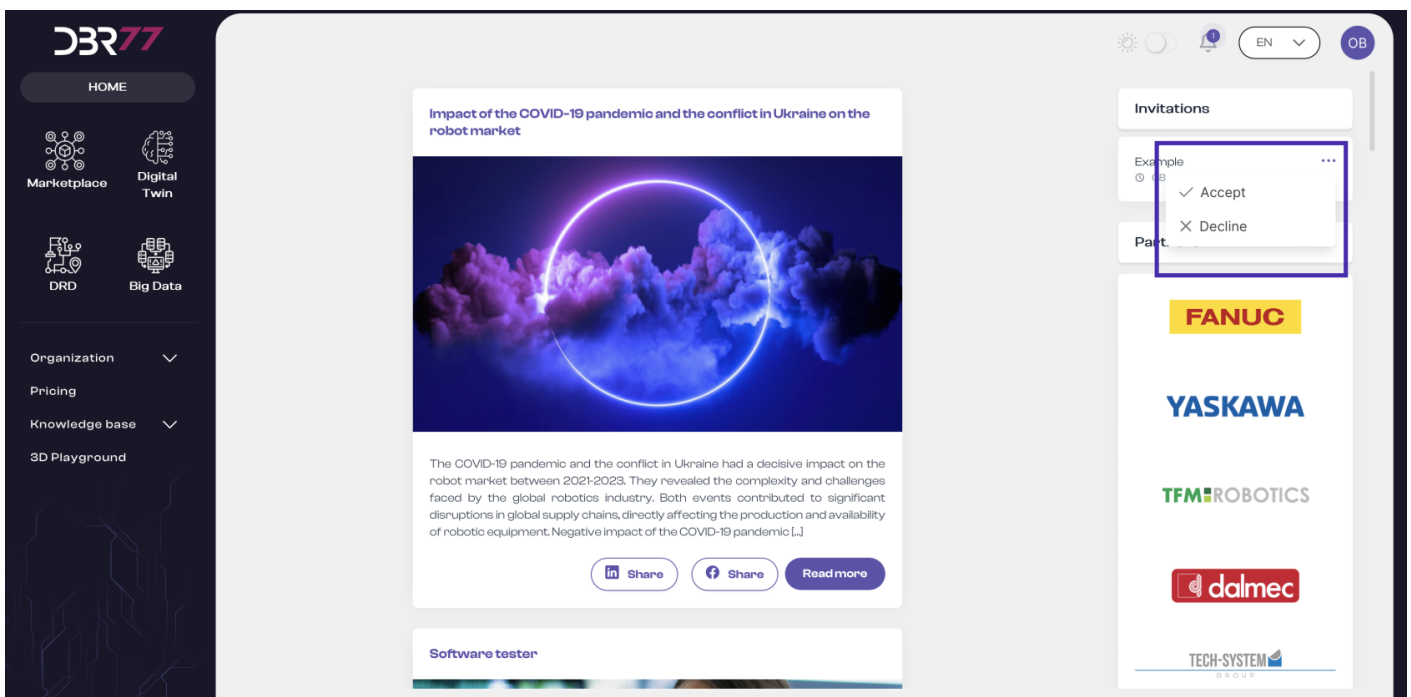 DBR77
HOME
Marketplace
Digital
Twin
DRD
Big Data
Organization
Pricing
Knowledge base
3D Playground
Impact of the COVID-19 pandemic and the conflict in Ukraine on the
robot market
The COVID-19 pandemic and the conflict in Ukraine had a decisive impact on the
robot market between 2021-2023. They revealed the complexity and challenges
faced by the global robotics industry. Both events contributed to significant
disruptions in global supply chains, directly affecting the production and availability
of robotic equipment. Negative impact of the COVID-19 pandemic [...]
Share
Share
Read more
Software tester
1
EN
OB
Invitations
Example
Accept
Decline
FANUC
YASKAWA
TFM ROBOTICS
dalmec
TECH-SYSTEM
GROUP